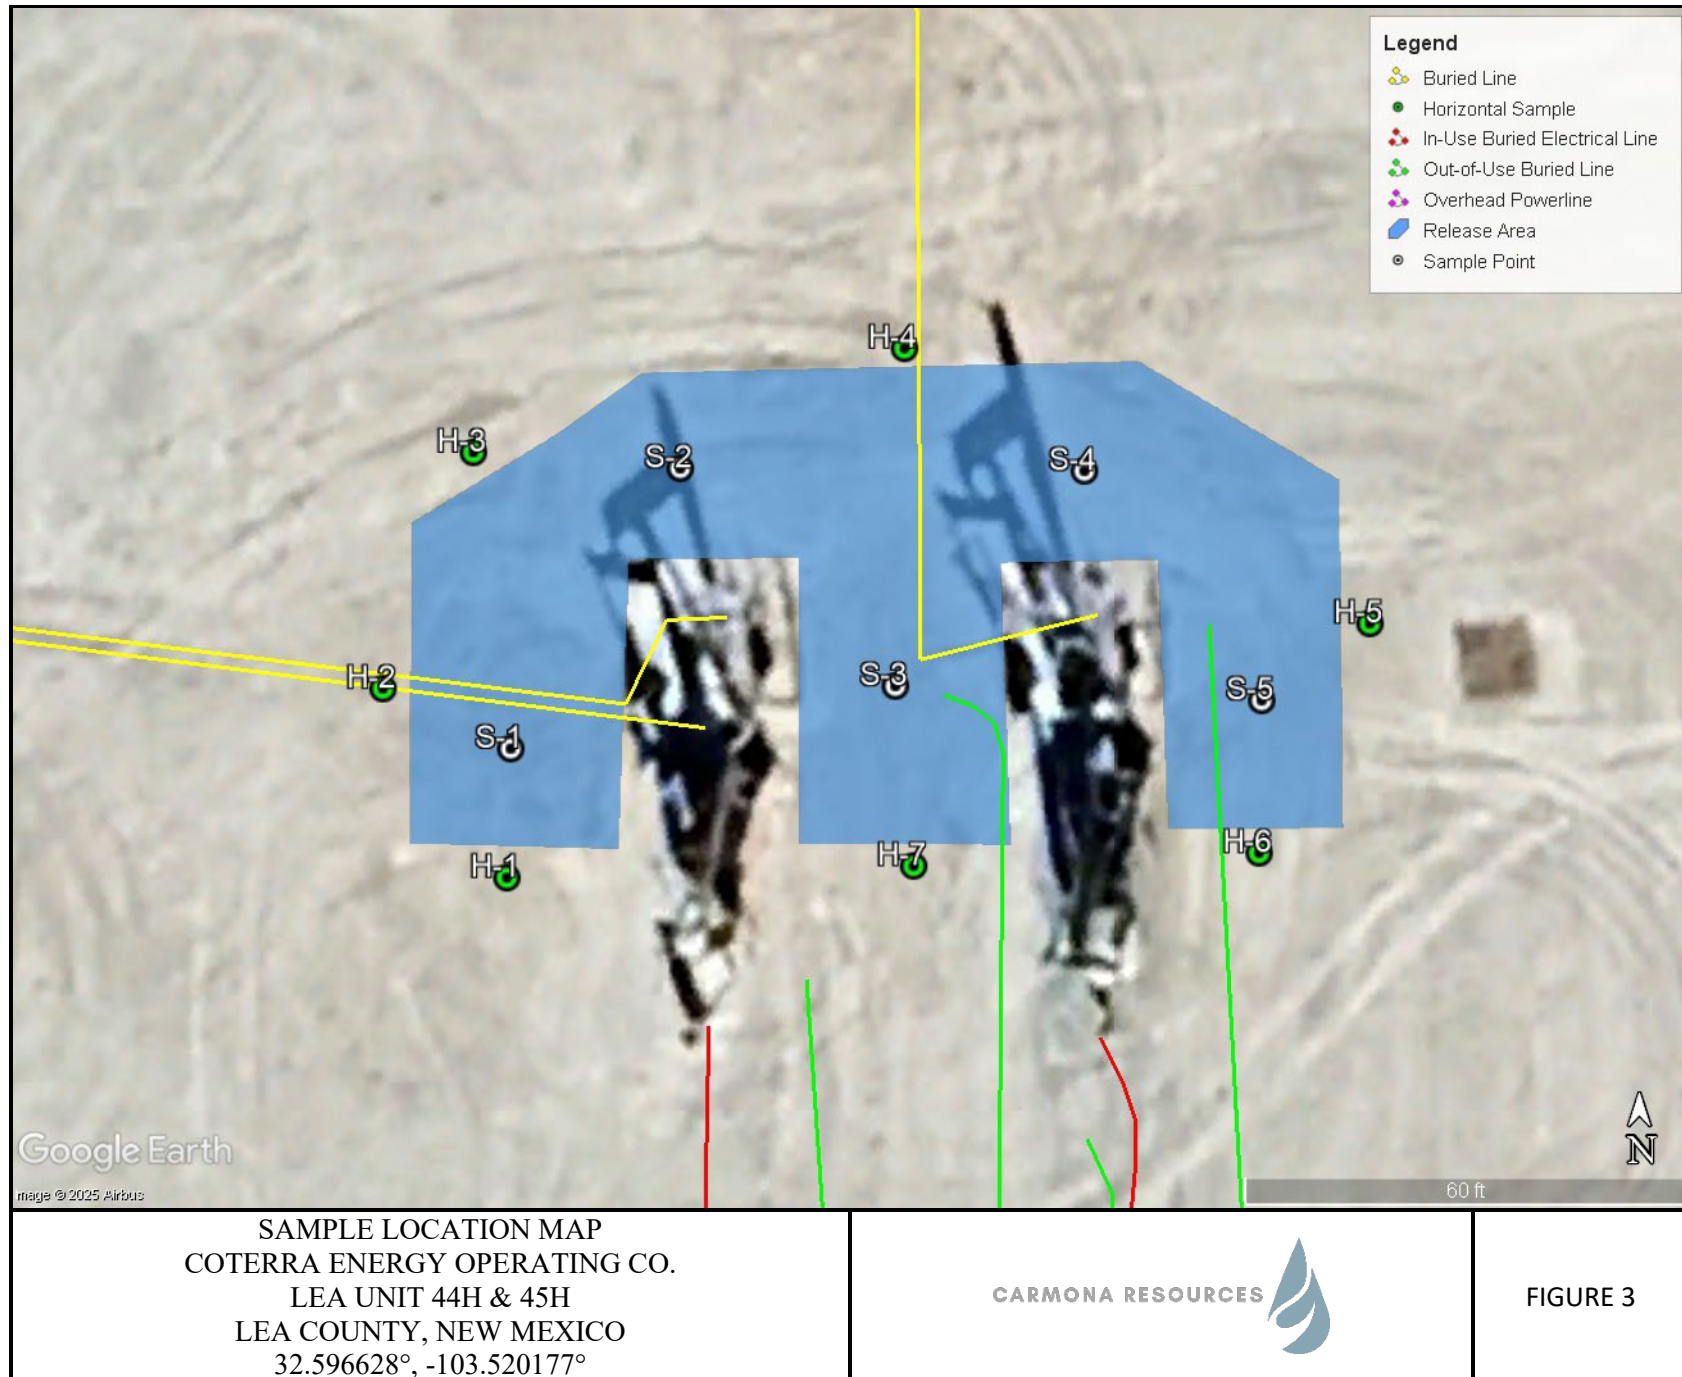 Legend
Buried Line
Horizontal Sample
In-Use Buried Electrical Line
Out-of-Use Buried Line
Overhead Powerline
Release Area
Sample Point
H-4
H-3
S-2
S-4
H-5
H-2
S-3
S-5
S-1
H-1
H-7
H-6
Google Earth
mage © 2025 Airbus
N
60 ft
SAMPLE LOCATION MAP
COTERRA ENERGY OPERATING CO.
LEA UNIT 44H & 45H
LEA COUNTY, NEW MEXICO
32.596628°, -103.520177°
CARMONA RESOURCES
FIGURE 3